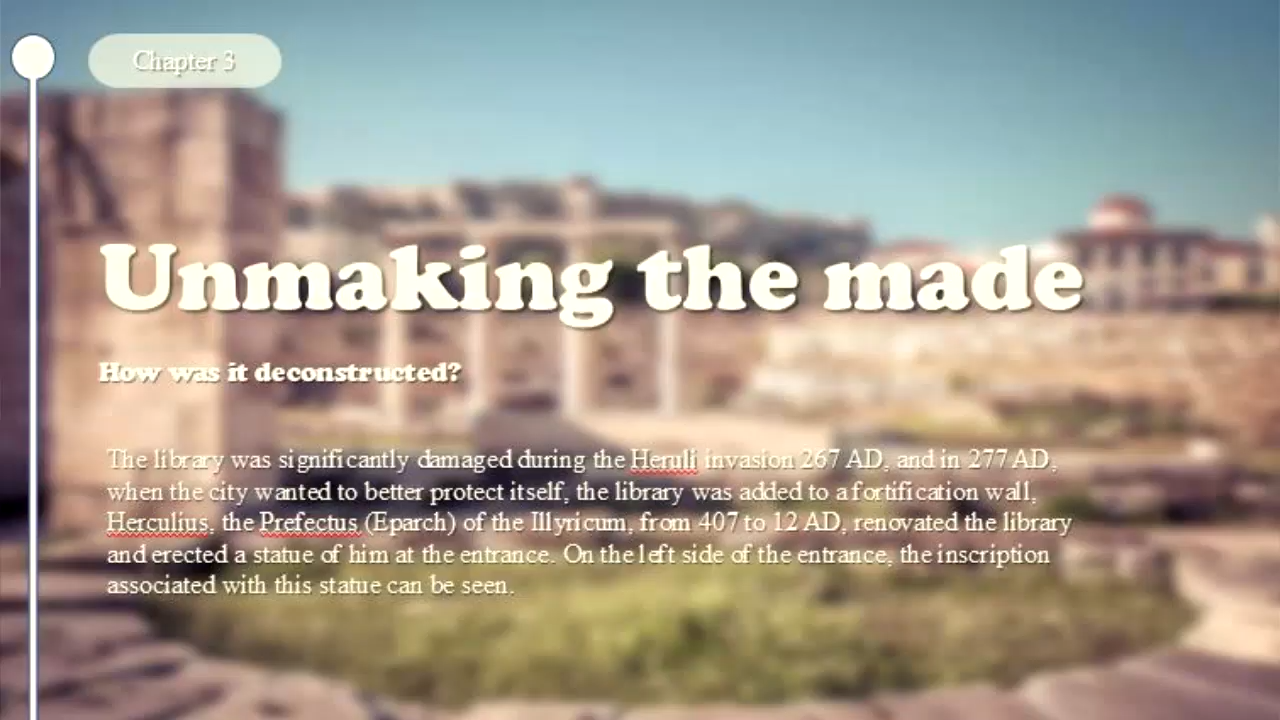 Chapter 3
Unmaking the made
How was it deconstructed?
The library was significantly damaged during the Heruli invasion 267 AD, and in 277 AD,
when the city wanted to better protect itself, the library was added to a fortification wall,
Herculius, the Prefectus (Eparch) of the Illyricum, from 407 to 12 AD, renovated the library
and erected a statue of him at the entrance. On the left side of the entrance, the inscription
associated with this statue can be seen.